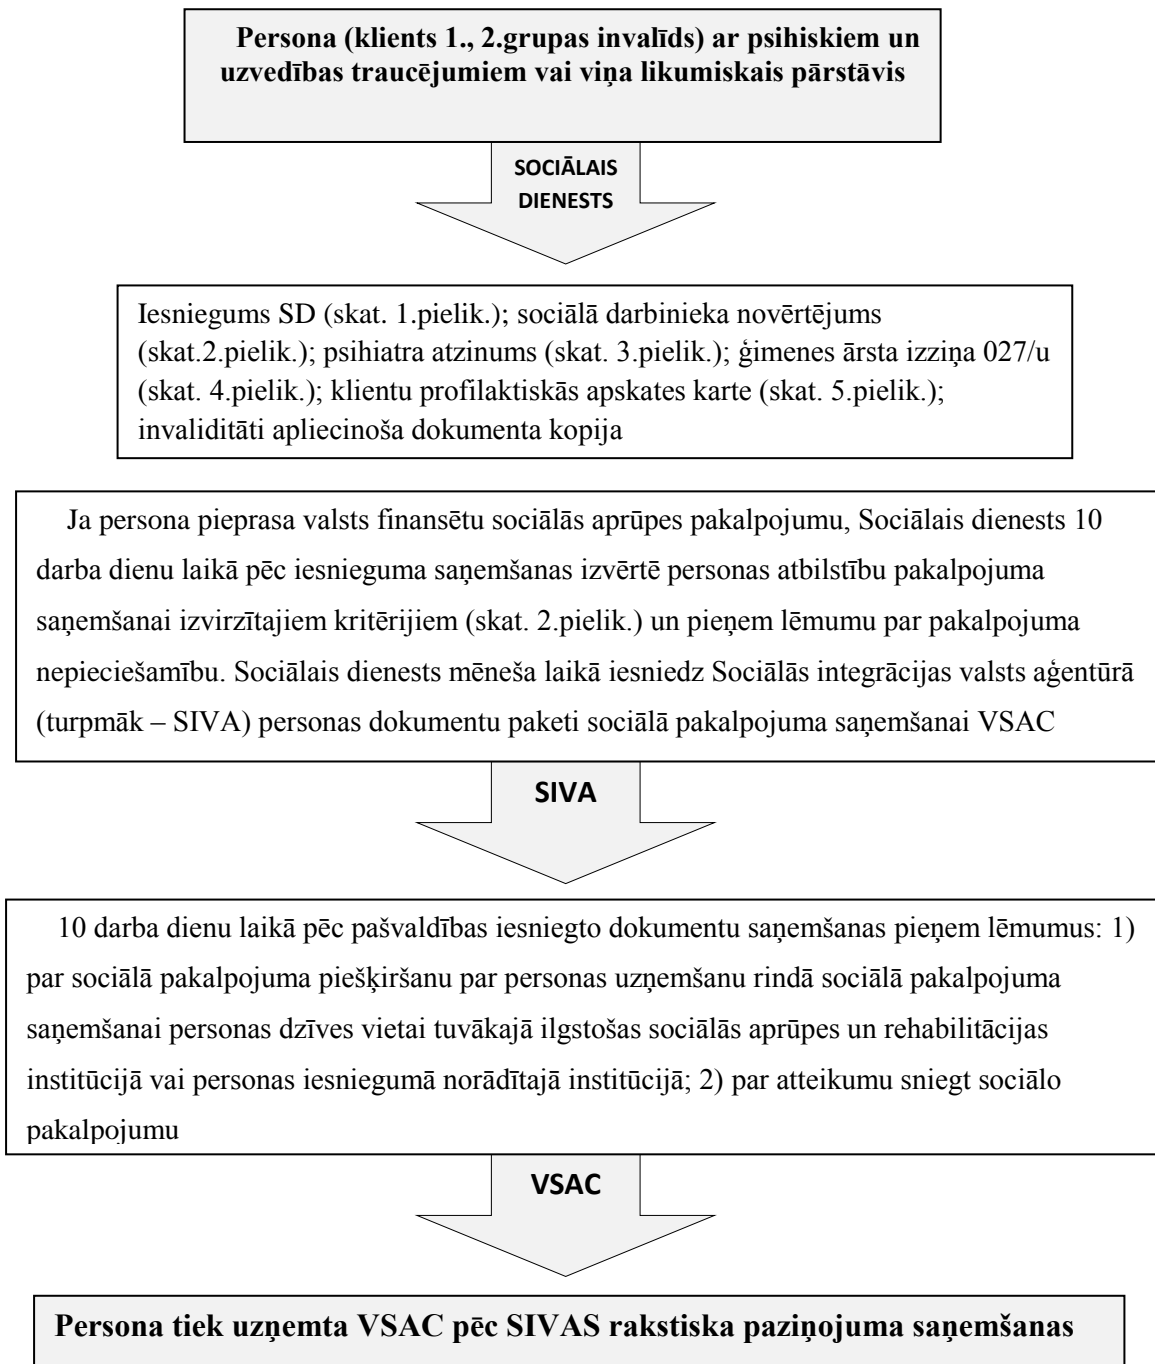 Persona (klients 1., 2.grupas invalīds) ar psihiskiem un
uzvedības traucējumiem vai viņa likumiskais pārstāvis
SOCIĀLAIS
DIENESTS
Iesniegums SD (skat. 1.pielik.); sociālā darbinieka novērtējums
(skat.2.pielik.); psihiatra atzinums (skat. 3.pielik.); ģimenes ārsta izziņa 027/u
(skat. 4.pielik.); klientu profilaktiskās apskates karte (skat. 5.pielik.);
invaliditāti apliecinoša dokumenta kopija
Ja persona pieprasa valsts finansētu sociālās aprūpes pakalpojumu, Sociālais dienests 10
darba dienu laikā pēc iesnieguma saņemšanas izvērtē personas atbilstību pakalpojuma
saņemšanai izvirzītajiem kritērijiem (skat. 2.pielik.) un pieņem lēmumu par pakalpojuma
nepieciešamību. Sociālais dienests mēneša laikā iesniedz Sociālās integrācijas valsts aģentūrā
(turpmāk – SIVA) personas dokumentu paketi sociālā pakalpojuma saņemšanai VSAC
SIVA
10 darba dienu laikā pēc pašvaldības iesniegto dokumentu saņemšanas pieņem lēmumus: 1)
par sociālā pakalpojuma piešķiršanu par personas uzņemšanu rindā sociālā pakalpojuma
saņemšanai personas dzīves vietai tuvākajā ilgstošas sociālās aprūpes un rehabilitācijas
institūcijā vai personas iesniegumā norādītajā institūcijā; 2) par atteikumu sniegt sociālo
pakalpojumu
VSAC
Persona tiek uzņemta VSAC pēc SIVAS rakstiska paziņojuma saņemšanas